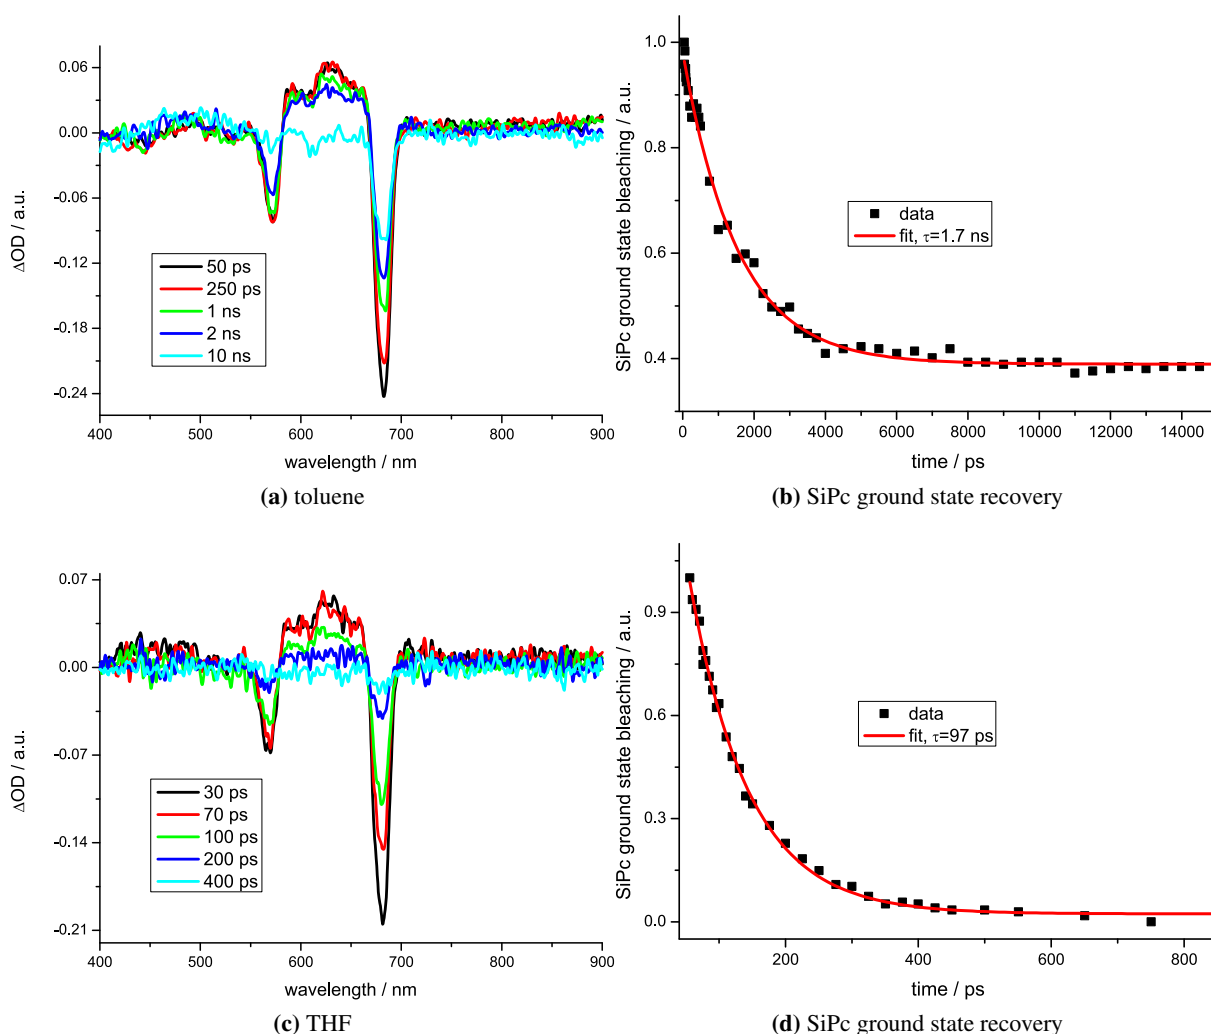 0.06
0.00
-0.06
-0.12
-0.18
-0.24
ΔOD / a.u.
50 ps
250 ps
1 ns
2 ns
10 ns
400 500 600 700 800 900
wavelength / nm
(a) toluene
1.0
0.8
0.6
0.4
SiPc ground state bleaching / a.u.
data
fit, τ=1.7 ns
0 2000 4000 6000 8000 10000 12000 14000
time / ps
(b) SiPc ground state recovery
0.07
0.00
-0.07
-0.14
-0.21
ΔOD / a.u.
30 ps
70 ps
100 ps
200 ps
400 ps
400 500 600 700 800 900
wavelength / nm
(c) THF
0.9
0.6
0.3
0.0
SiPc ground state bleaching / a.u.
data
fit, τ=97 ps
200 400 600 800
time / ps
(d) SiPc ground state recovery